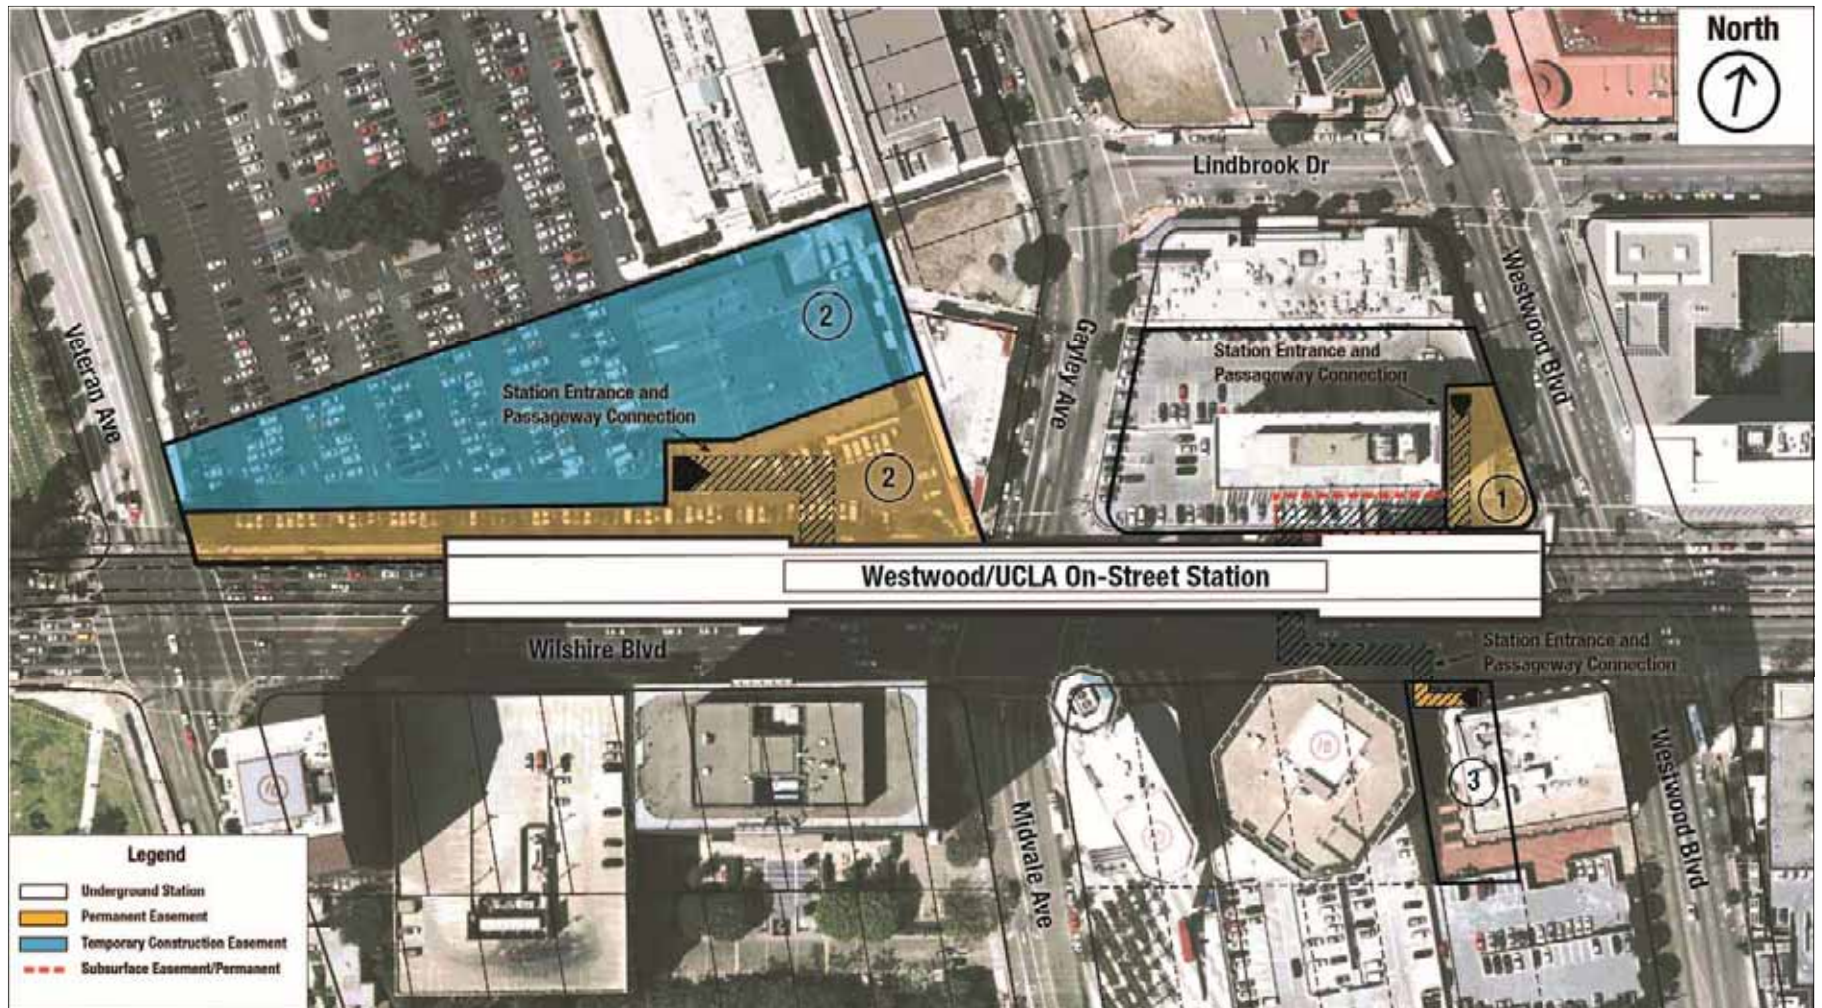 North
Lindbrook Dr
Westwood Blvd
Veteran Ave
Gayley Ave
2
Station Entrance and
Passageway Connection
Station Entrance and
Passageway Connection
2
1
Westwood/UCLA On-Street Station
Wilshire Blvd
Station Entrance and
Passageway Connection
3
Midvale Ave
Westwood Blvd
Legend
Underground Station
Permanent Easement
Temporary Construction Easement
Subsurface Easement/Permanent